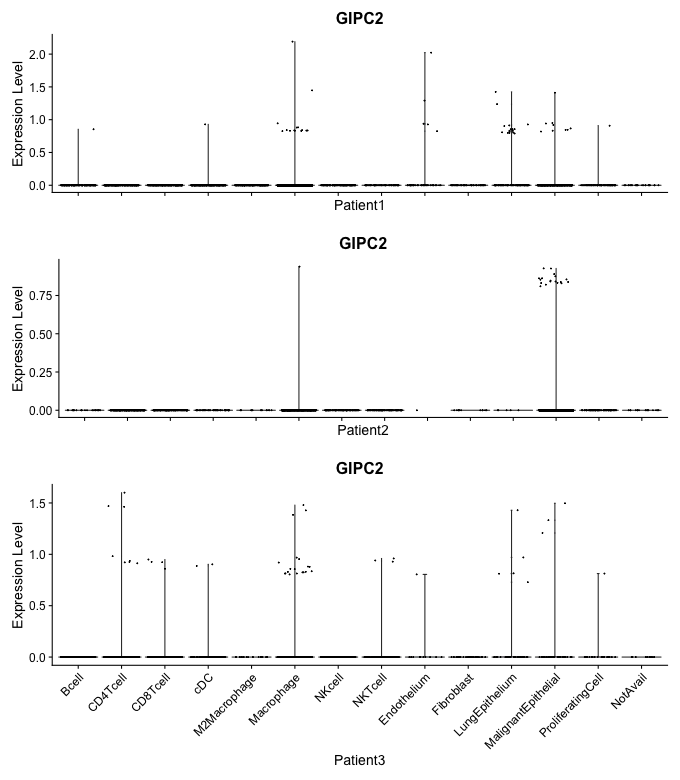 GIPC2
Expression Level
2.0
1.5
1.0
0.5
0.0
Patient1
GIPC2
Expression Level
0.75
0.50
0.25
0.00
Patient2
GIPC2
Expression Level
1.5
1.0
0.5
0.0
Bcell
CD4Tcell
CD8Tcell
cDC
M2Macrophage
Macrophage
NKcell
NKTcell
Endothelium
Fibroblast
LungEpithelium
MalignantEpithelial
ProliferatingCell
NotAvail
Patient3